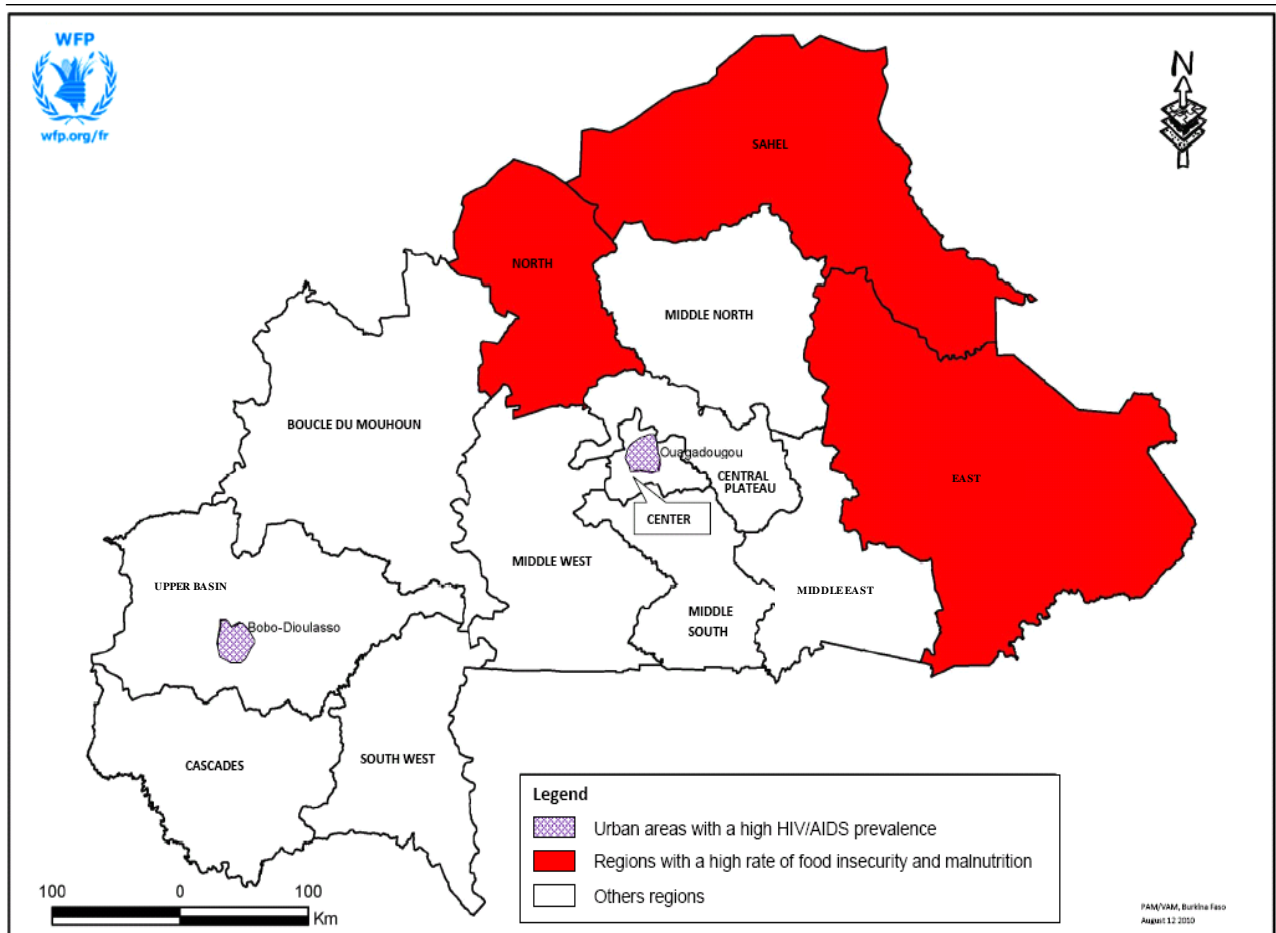 WFP
wfp.org/fr
N
SAHEL
NORTH
MIDDLE NORTH
BOUCLE DU MOUHOUN
Ouagadougou
CENTRAL
PLATEAU
EAST
CENTER
MIDDLE WEST
UPPER BASIN
MIDDLE EAST
MIDDLE
SOUTH
Bobo-Dioulasso
CASCADES
SOUTH WEST
Legend
Urban areas with a high HIV/AIDS prevalence
Regions with a high rate of food insecurity and malnutrition
Others regions
100 0 100
Km
PAM/VAM, Burkina Faso
August 12 2010